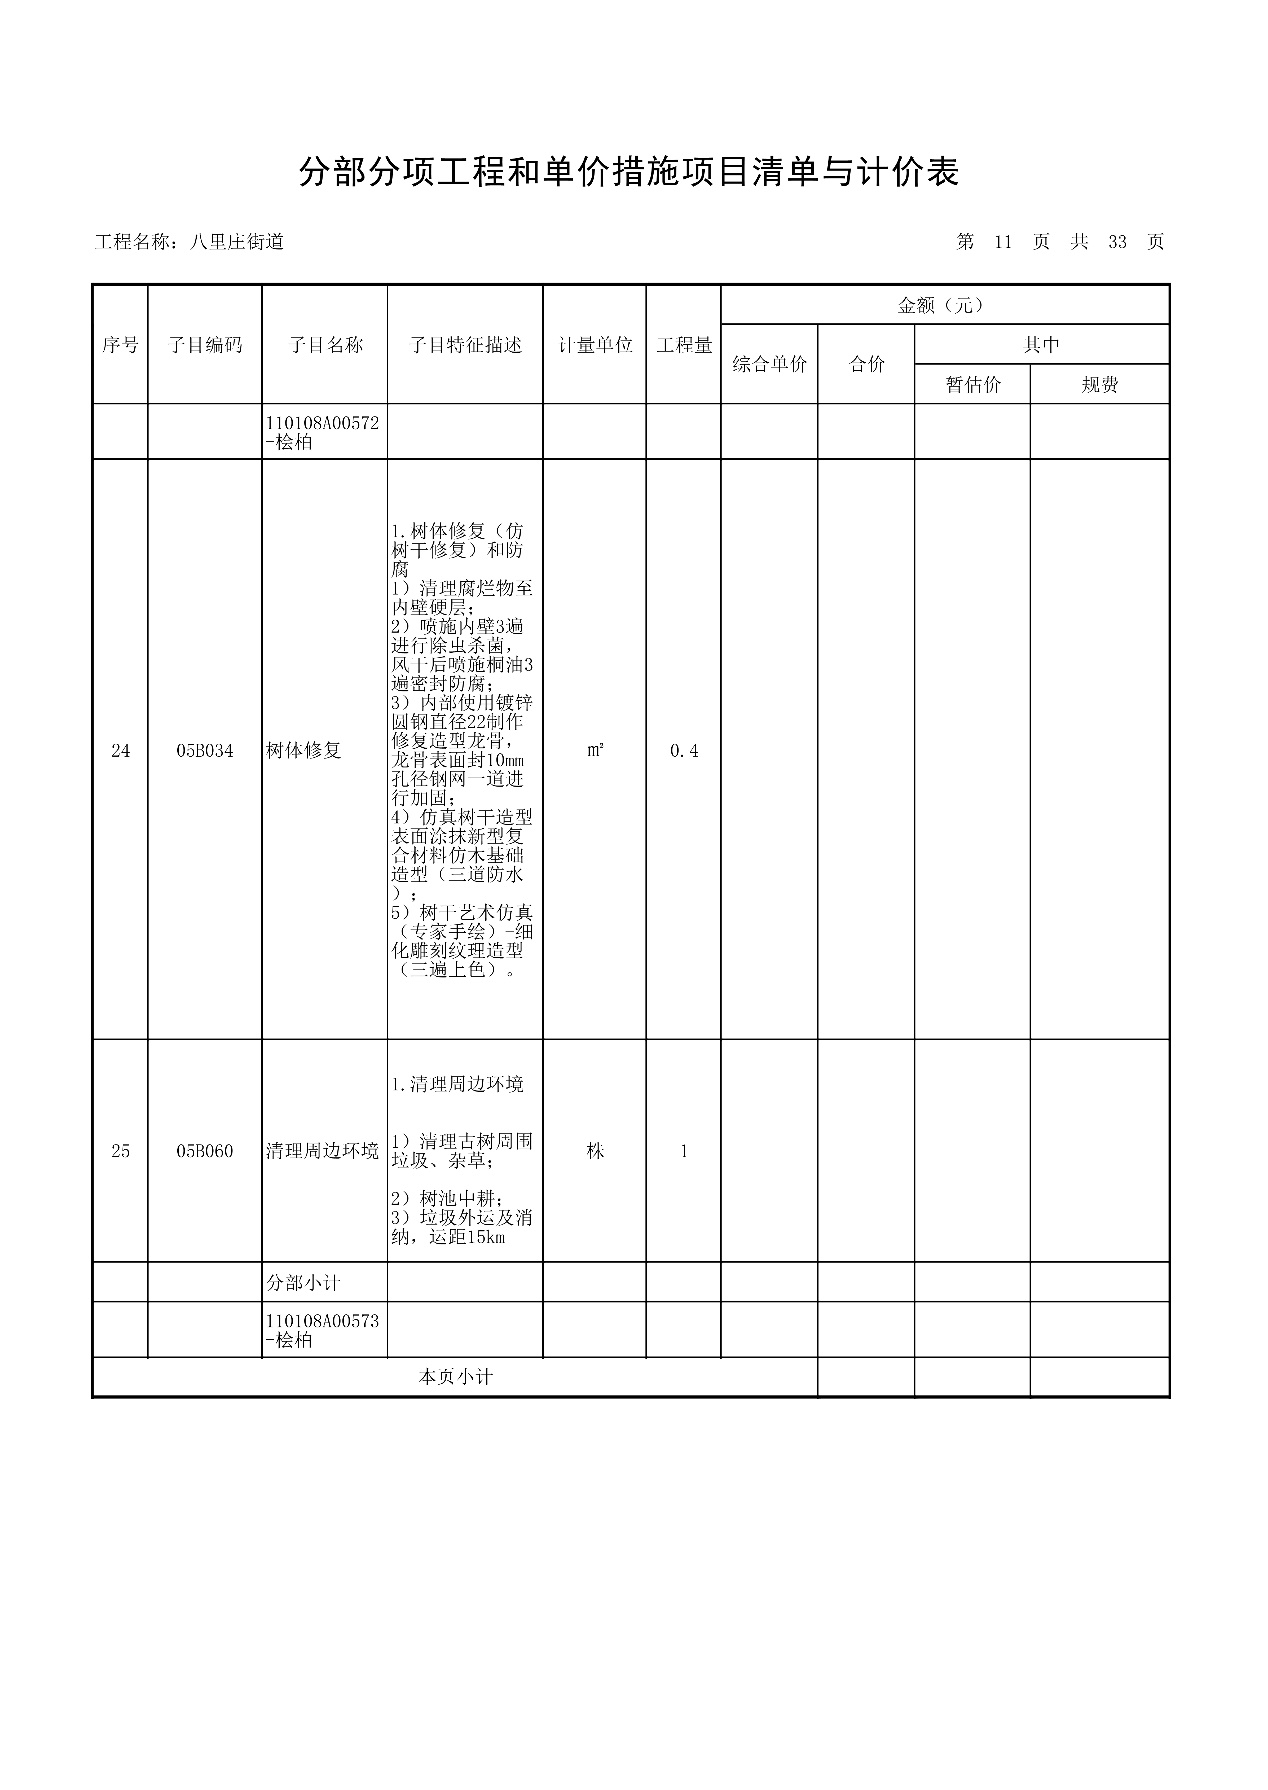 分部分项工程和单价措施项目清单与计价表
工程名称：八里庄街道
第 11 页 共 33 页
序号
子目编码
子目名称
子目特征描述
计量单位
工程量
金额（元）
综合单价
合价
其中
暂估价
规费
110108A00572
-桧柏
24
05B034
树体修复
1.树体修复（仿
树干修复）和防
腐
1）清理腐烂物至
内壁硬层；
2）喷施内壁3遍
进行除虫杀菌，
风干后喷施桐油3
遍密封防腐；
3）内部使用镀锌
圆钢直径22制作
修复造型龙骨，
龙骨表面封10mm
孔径钢网一道进
行加固；
4）仿真树干造型
表面涂抹新型复
合材料仿木基础
造型（三道防水
）；
5）树干艺术仿真
（专家手绘）-细
化雕刻纹理造型
（三遍上色）。
m²
0.4
25
05B060
清理周边环境
1.清理周边环境
1）清理古树周围
垃圾、杂草；
2）树池中耕；
3）垃圾外运及消
纳，运距15km
株
1
分部小计
110108A00573
-桧柏
本页小计